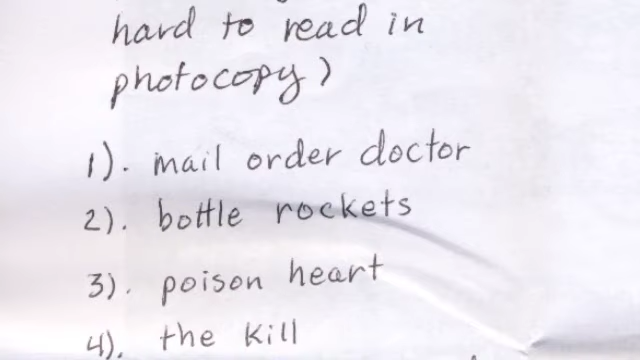 hard to read in
photocopy)
1). mail order doctor
2). bottle rockets
3). poison heart
4). the kill